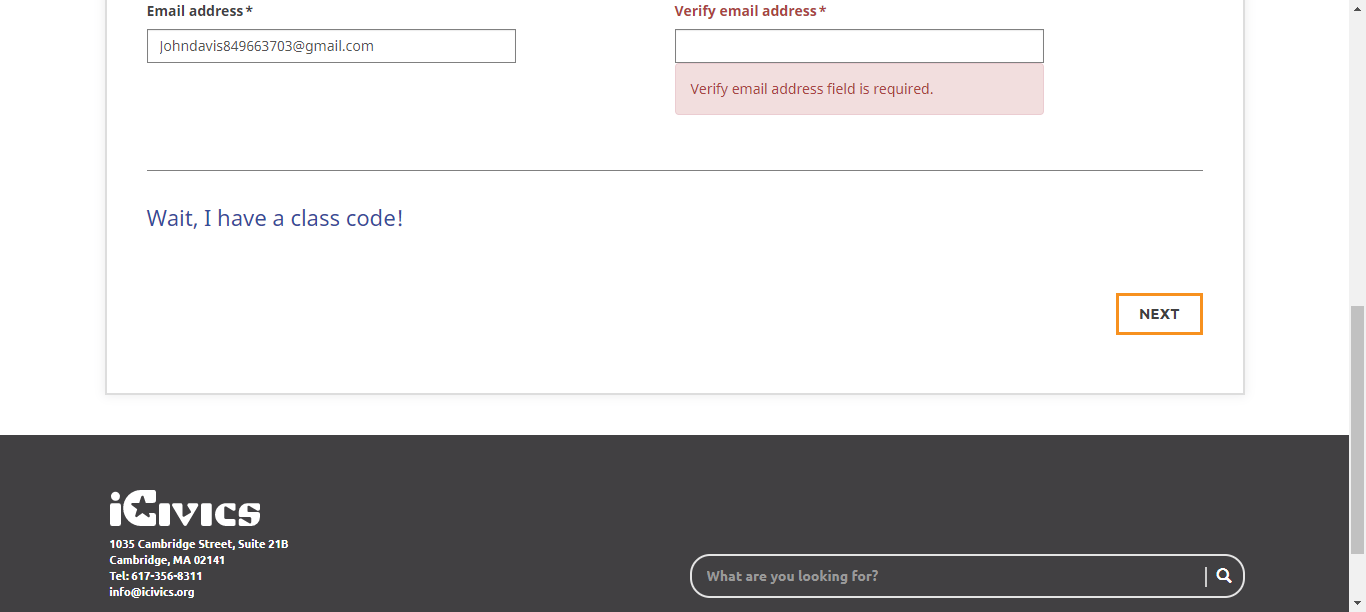 Email address*
Verify email address*
Johndavis849663703@gmail.com
Verify email address field is required.
Wait, I have a class code!
NEXT
iCivics
1035 Cambridge Street, Suite 21B
Cambridge, MA 02141
Tel: 617-356-8311
info@icivics.org
What are you looking for?